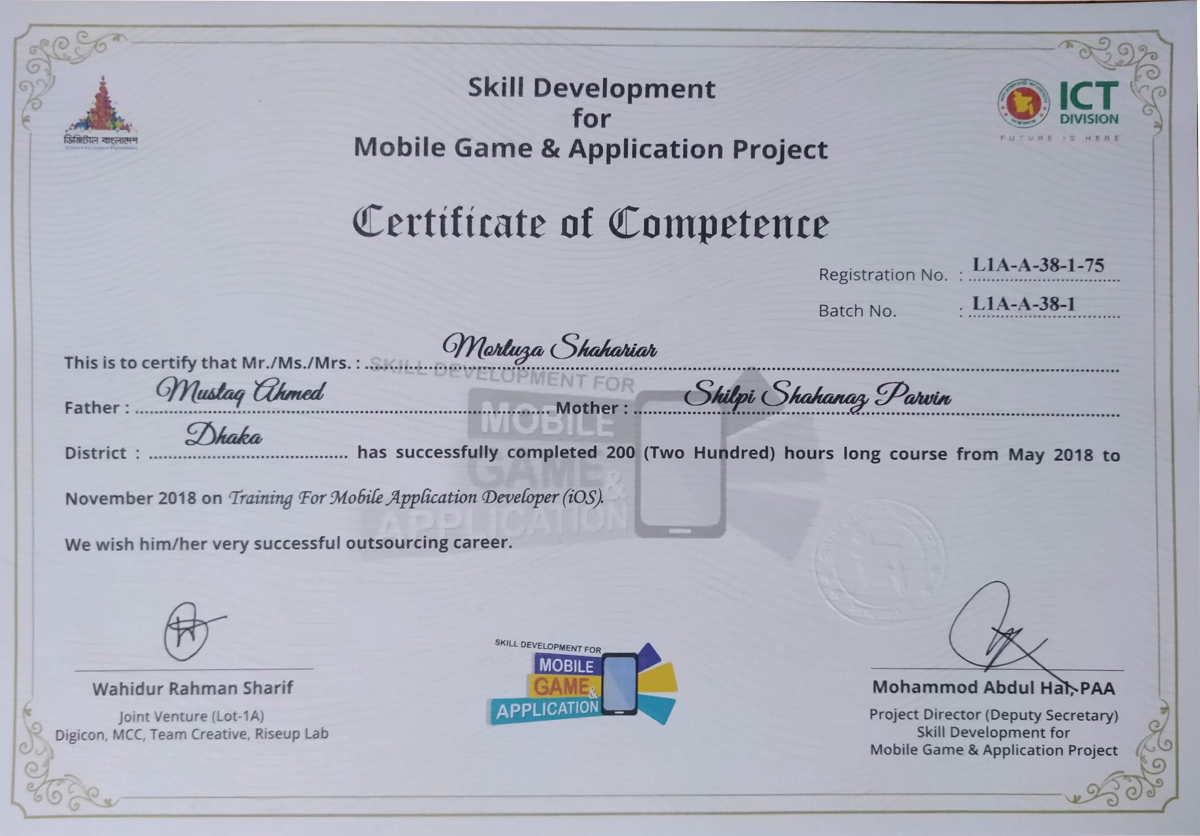 Skill Development
for
Mobile Game & Application Project
ডিজিটাল বাংলাদেশ
ICT
DIVISION
FUTURE IS HERE
Certificate of Competence
Registration No. : L1A-A-38-1-75
Batch No. : L1A-A-38-1
This is to certify that Mr./Ms./Mrs. : Mortuza Shahariar
Father : Mustaq Ahmed Mother : Shilpi Shahanaz Parvin
District : Dhaka has successfully completed 200 (Two Hundred) hours long course from May 2018 to
November 2018 on Training For Mobile Application Developer (iOS).
We wish him/her very successful outsourcing career.
SKILL DEVELOPMENT FOR
MOBILE
GAME &
APPLICATION
Wahidur Rahman Sharif
Joint Venture (Lot-1A)
Digicon, MCC, Team Creative, Riseup Lab
SKILL DEVELOPMENT FOR
MOBILE
GAME &
APPLICATION
Mohammod Abdul Hai, PAA
Project Director (Deputy Secretary)
Skill Development for
Mobile Game & Application Project